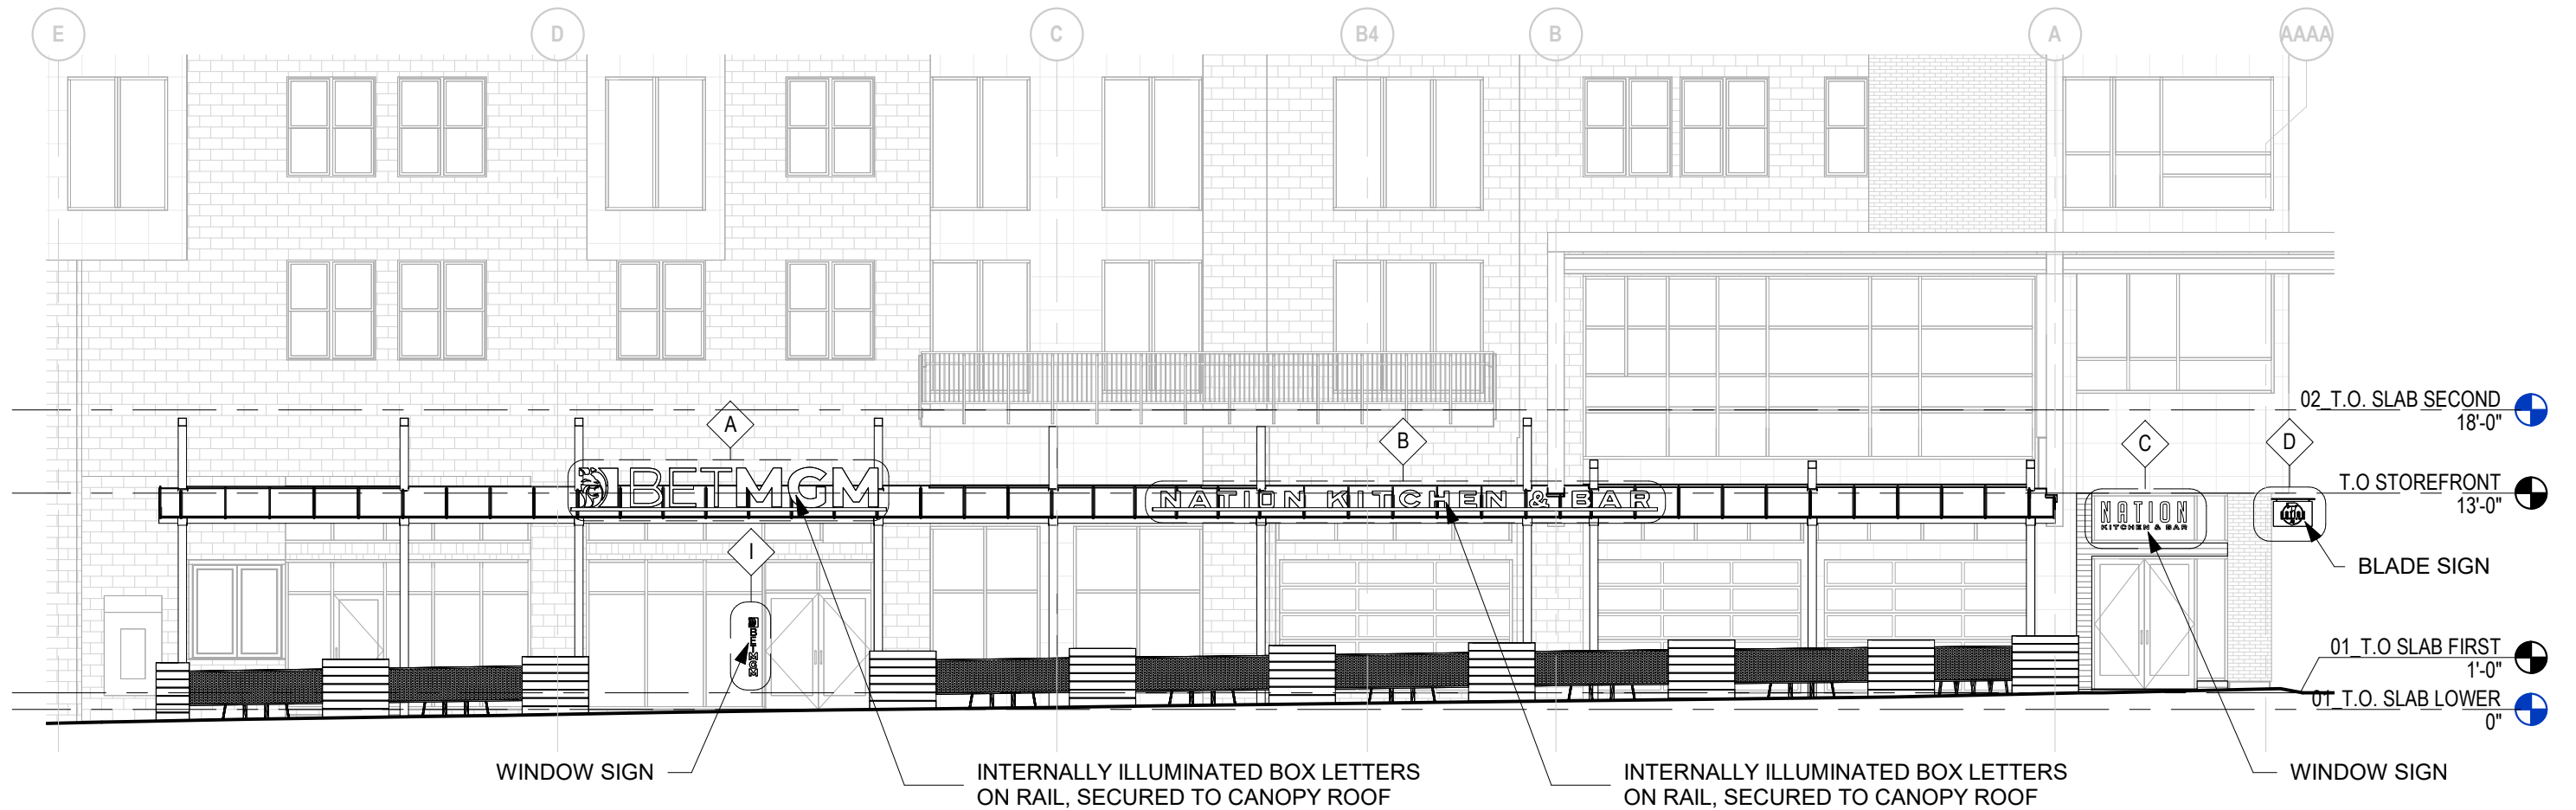 E
D
C
B4
B
A
AAAA
02_T.O. SLAB SECOND
18'-0"
A
B
C
D
BETMGM
NATION KITCHEN & BAR
T.O STOREFRONT
13'-0"
NATION
KITCHEN & BAR
I
BETMGM
BLADE SIGN
01_T.O SLAB FIRST
1'-0"
01_T.O. SLAB LOWER
0"
WINDOW SIGN
INTERNALLY ILLUMINATED BOX LETTERS
ON RAIL, SECURED TO CANOPY ROOF
INTERNALLY ILLUMINATED BOX LETTERS
ON RAIL, SECURED TO CANOPY ROOF
WINDOW SIGN